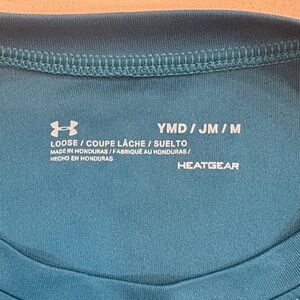 YMD / JM / M
LOOSE / COUPE LÂCHE / SUELTO
MADE IN HONDURAS / FABRIQUÉ AU HONDURAS /
HECHO EN HONDURAS
HEATGEAR